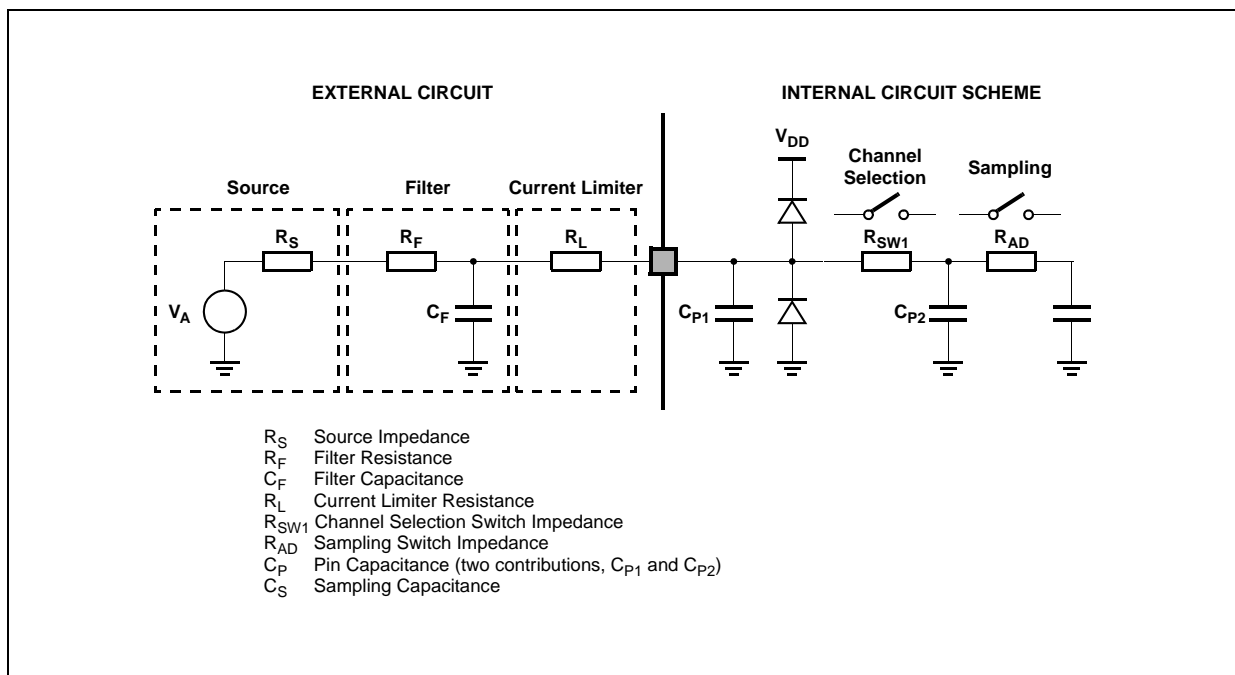 EXTERNAL CIRCUIT
INTERNAL CIRCUIT SCHEME
VDD
Channel
Selection
Sampling
Source
Filter
Current Limiter
RS
RF
RL
RSW1
RAD
VA
CF
CP1
CP2
RS Source Impedance
RF Filter Resistance
CF Filter Capacitance
RL Current Limiter Resistance
RSW1 Channel Selection Switch Impedance
RAD Sampling Switch Impedance
CP Pin Capacitance (two contributions, CP1 and CP2)
CS Sampling Capacitance